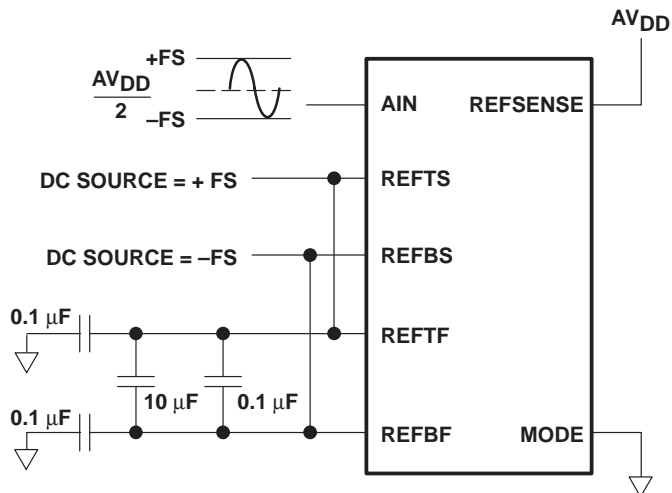 AVDD
+FS
AVDD
2
–FS
AIN
REFSENSE
DC SOURCE = + FS
REFTS
DC SOURCE = –FS
REFBS
0.1 µF
REFTF
10 µF
0.1 µF
0.1 µF
REFBF
MODE